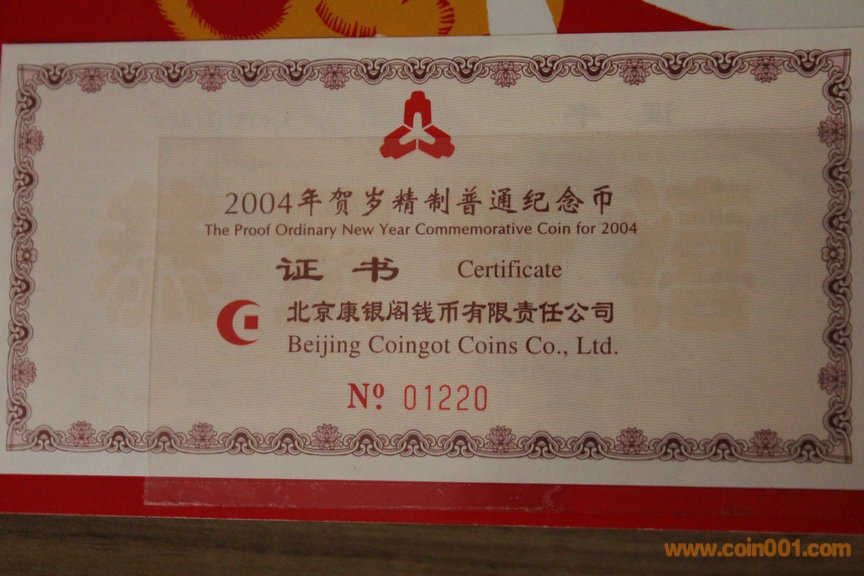 2004年贺岁精制普通纪念币
The Proof Ordinary New Year Commemorative Coin for 2004
证书 Certificate
北京康银阁钱币有限责任公司
Beijing Coingot Coins Co., Ltd.
Nº 01220
www.coin001.com